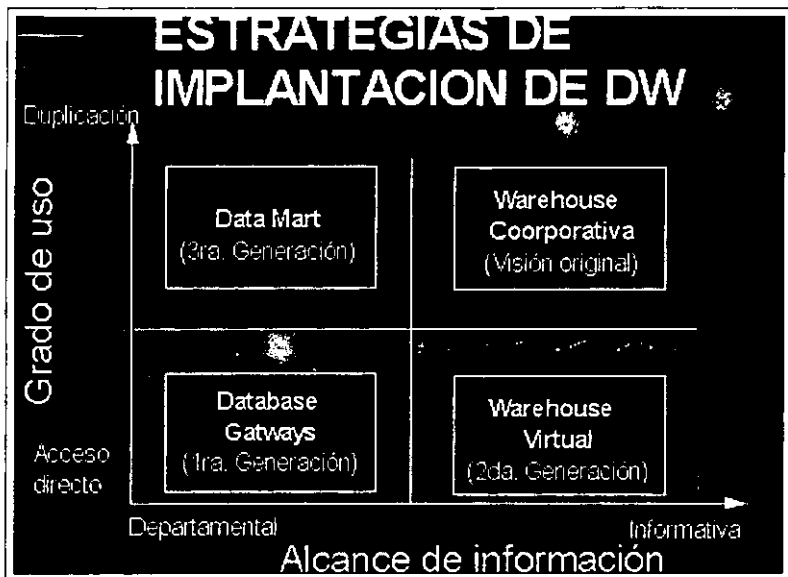 ESTRATEGIAS DE
IMPLANTACION DE DW
Duplicación
Grado de uso
Data Mart
(3ra. Generación)
Warehouse
Coorporativa
(Visión original)
Database
Gatways
(1ra. Generación)
Warehouse
Virtual
(2da. Generación)
Acceso
directo
Departamental
Informativa
Alcance de información